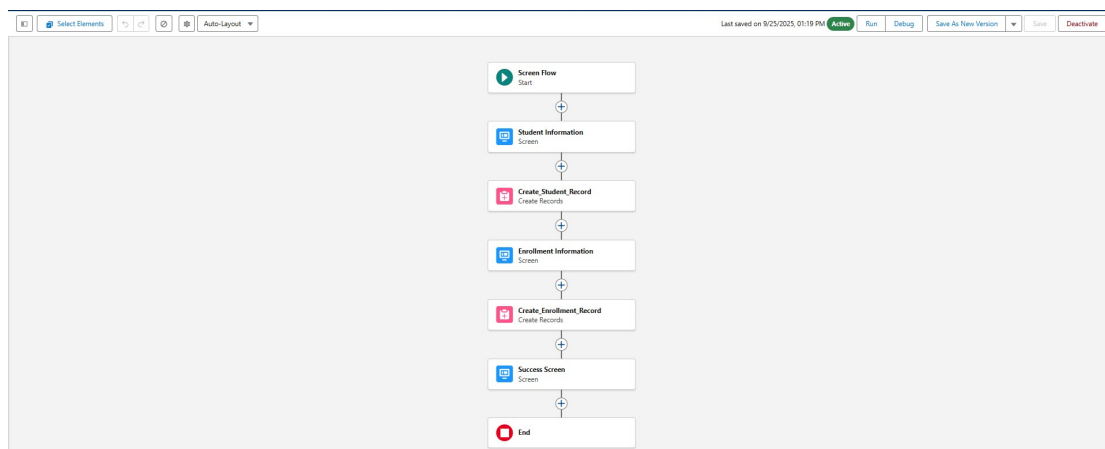 Select Elements
Auto-Layout
Last saved on 9/25/2025, 01:19 PM
Active
Run
Debug
Save As New Version
Save
Deactivate
Screen Flow
Start
Student Information
Screen
Create_Student_Record
Create Records
Enrollment Information
Screen
Create_Enrollment_Record
Create Records
Success Screen
Screen
End